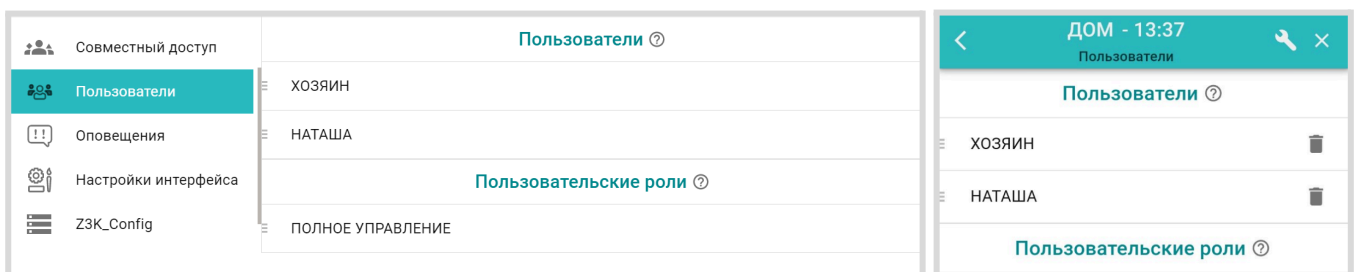 Совместный доступ
Пользователи
Оповещения
Настройки интерфейса
Z3K_Config
Пользователи
ХОЗЯИН
НАТАША
Пользовательские роли
ПОЛНОЕ УПРАВЛЕНИЕ
ДОМ - 13:37
Пользователи
Пользователи
ХОЗЯИН
НАТАША
Пользовательские роли